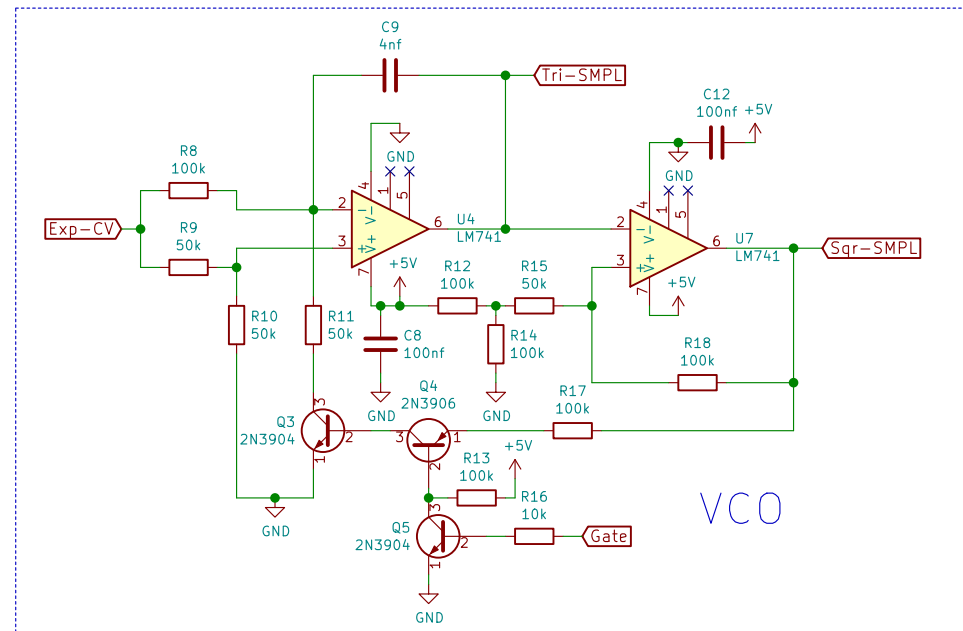 C9
4nf
Tri-SMPL
C12
100nf
+5V
R8
100k
GND
GND
4
1
5
4
1
5
Exp-CV
2
-
V-
6
U4
LM741
2
-
V-
6
U7
LM741
Sqr-SMPL
R9
50k
3
+
V+
7
3
+
V+
7
+5V
R12
100k
R15
50k
+5V
R10
50k
R11
50k
C8
100nf
R14
100k
R18
100k
GND
GND
Q4
2N3906
R17
100k
Q3
2N3904
3
2
1
3
1
2
R13
100k
+5V
R16
10k
GND
Q5
2N3904
3
2
1
Gate
VCO
GND